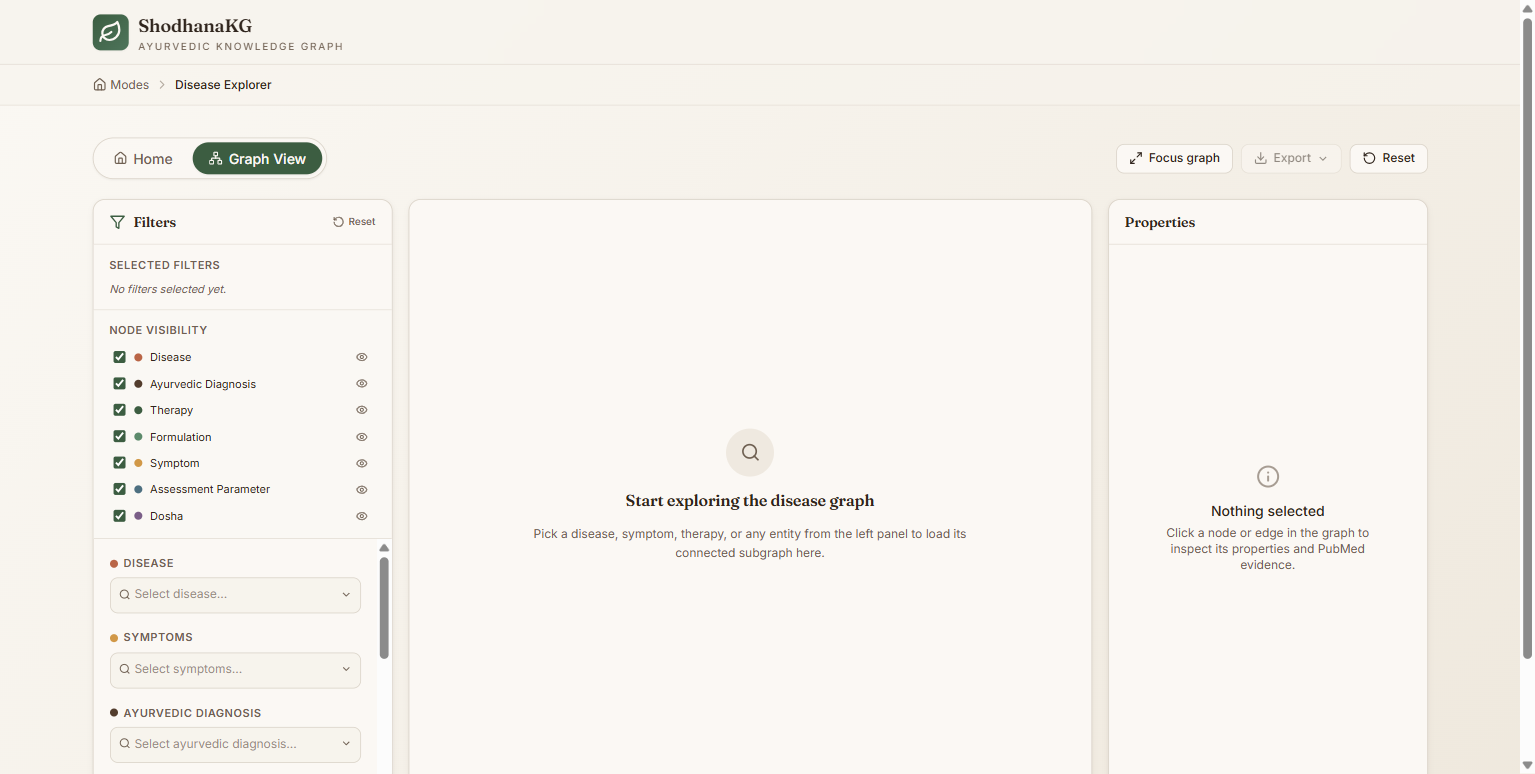 ShodhanaKG
AYURVEDIC KNOWLEDGE GRAPH
Modes
Disease Explorer
Home
Graph View
Focus graph
Export
Reset
Filters
Reset
SELECTED FILTERS
No filters selected yet.
NODE VISIBILITY
Disease
Ayurvedic Diagnosis
Therapy
Formulation
Symptom
Assessment Parameter
Dosha
DISEASE
Select disease...
SYMPTOMS
Select symptoms...
AYURVEDIC DIAGNOSIS
Select ayurvedic diagnosis...
Start exploring the disease graph
Pick a disease, symptom, therapy, or any entity from the left panel to load its
connected subgraph here.
Properties
Nothing selected
Click a node or edge in the graph to
inspect its properties and PubMed
evidence.